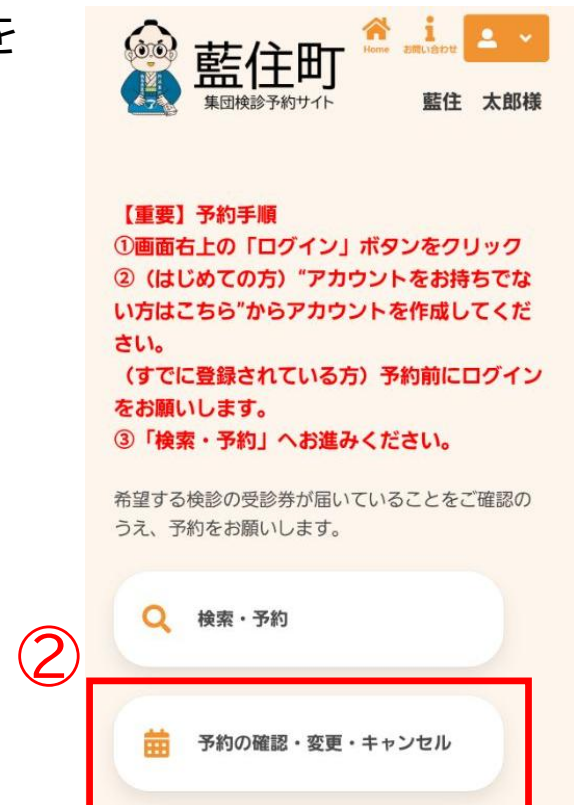 を
Home お問い合わせ
藍住町
集団検診予約サイト
藍住 太郎様
【重要】予約手順
①画面右上の「ログイン」ボタンをクリック
②（はじめての方）“アカウントをお持ちでな
い方はこちら”からアカウントを作成してくだ
さい。
（すでに登録されている方）予約前にログイン
をお願いします。
③「検索・予約」へお進みください。
希望する検診の受診券が届いていることをご確認の
うえ、予約をお願いします。
検索・予約
②
予約の確認・変更・キャンセル